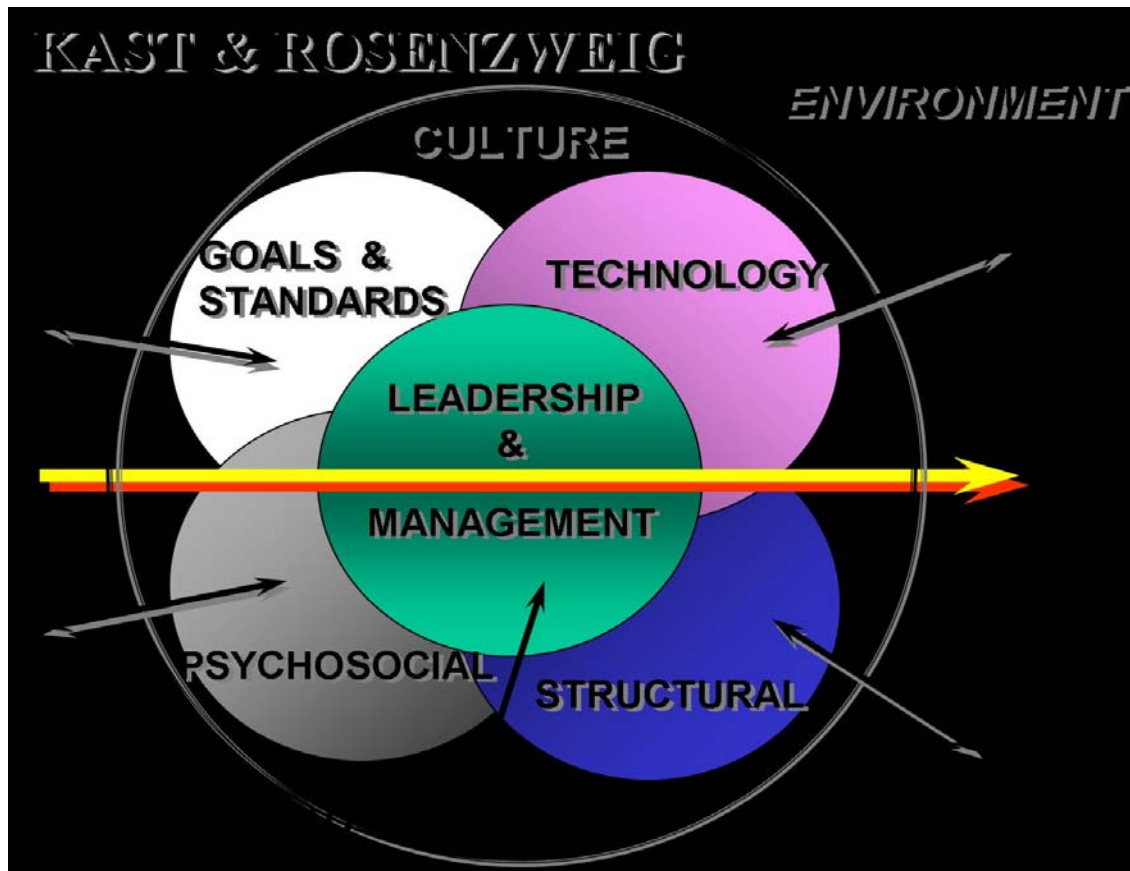 KAST & ROSENZWEIG
ENVIRONMENT
CULTURE
GOALS &
STANDARDS
TECHNOLOGY
LEADERSHIP
&
MANAGEMENT
PSYCHOSOCIAL
STRUCTURAL